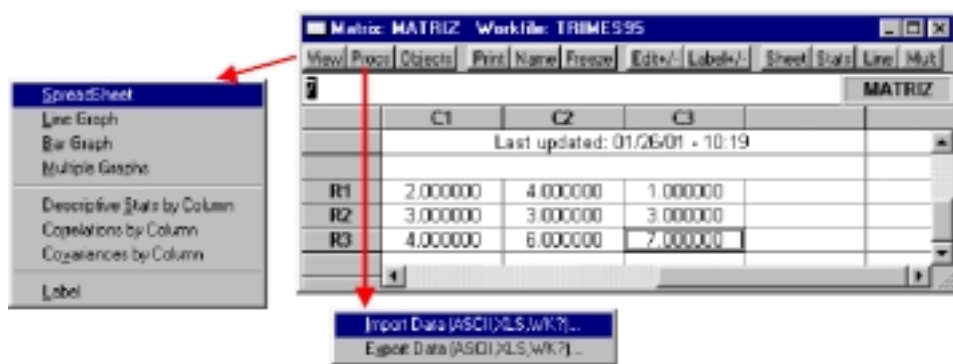 Matrix: MATRIZ Workfile: TRIMES95
View Procs Objects Print Name Freeze Edit+/- Label+/- Sheet Stats Line Mult
MATRIZ
C1 C2 C3
Last updated: 01/26/01 - 10:19
R1 2.000000 4.000000 1.000000
R2 3.000000 3.000000 3.000000
R3 4.000000 6.000000 7.000000
SpreadSheet
Line Graph
Bar Graph
Multiple Graphs
Descriptive Stats by Column
Correlations by Column
Covariances by Column
Label
Import Data (ASCII,XLS,WK?)...
Export Data (ASCII,XLS,WK?)...